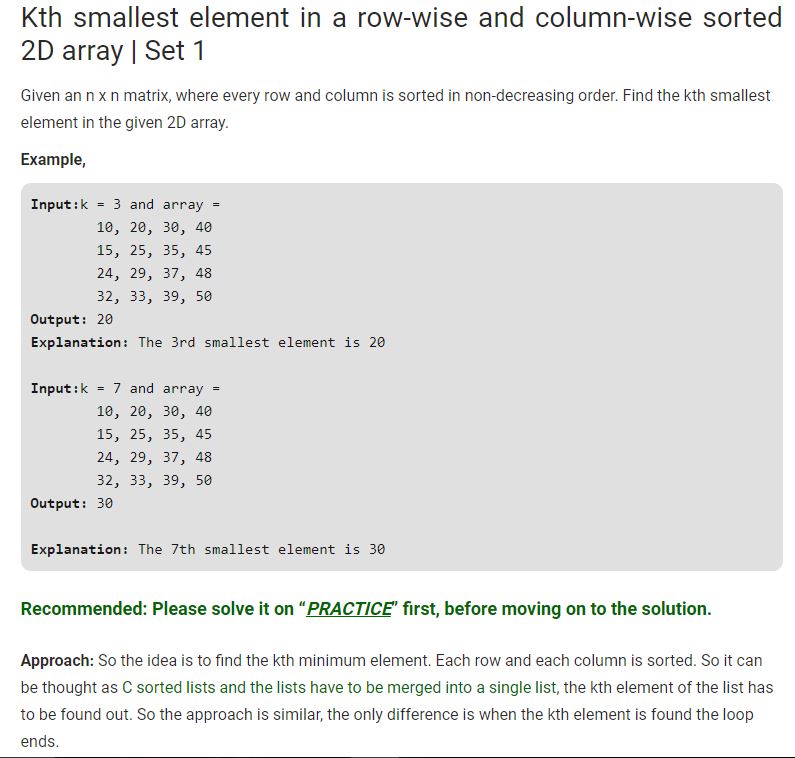 Kth smallest element in a row-wise and column-wise sorted
2D array | Set 1
Given an n x n matrix, where every row and column is sorted in non-decreasing order. Find the kth smallest
element in the given 2D array.
Example,
Input:k = 3 and array =
10, 20, 30, 40
15, 25, 35, 45
24, 29, 37, 48
32, 33, 39, 50
Output: 20
Explanation: The 3rd smallest element is 20
Input:k = 7 and array =
10, 20, 30, 40
15, 25, 35, 45
24, 29, 37, 48
32, 33, 39, 50
Output: 30
Explanation: The 7th smallest element is 30
Recommended: Please solve it on “PRACTICE” first, before moving on to the solution.
Approach: So the idea is to find the kth minimum element. Each row and each column is sorted. So it can
be thought as C sorted lists and the lists have to be merged into a single list, the kth element of the list has
to be found out. So the approach is similar, the only difference is when the kth element is found the loop
ends.